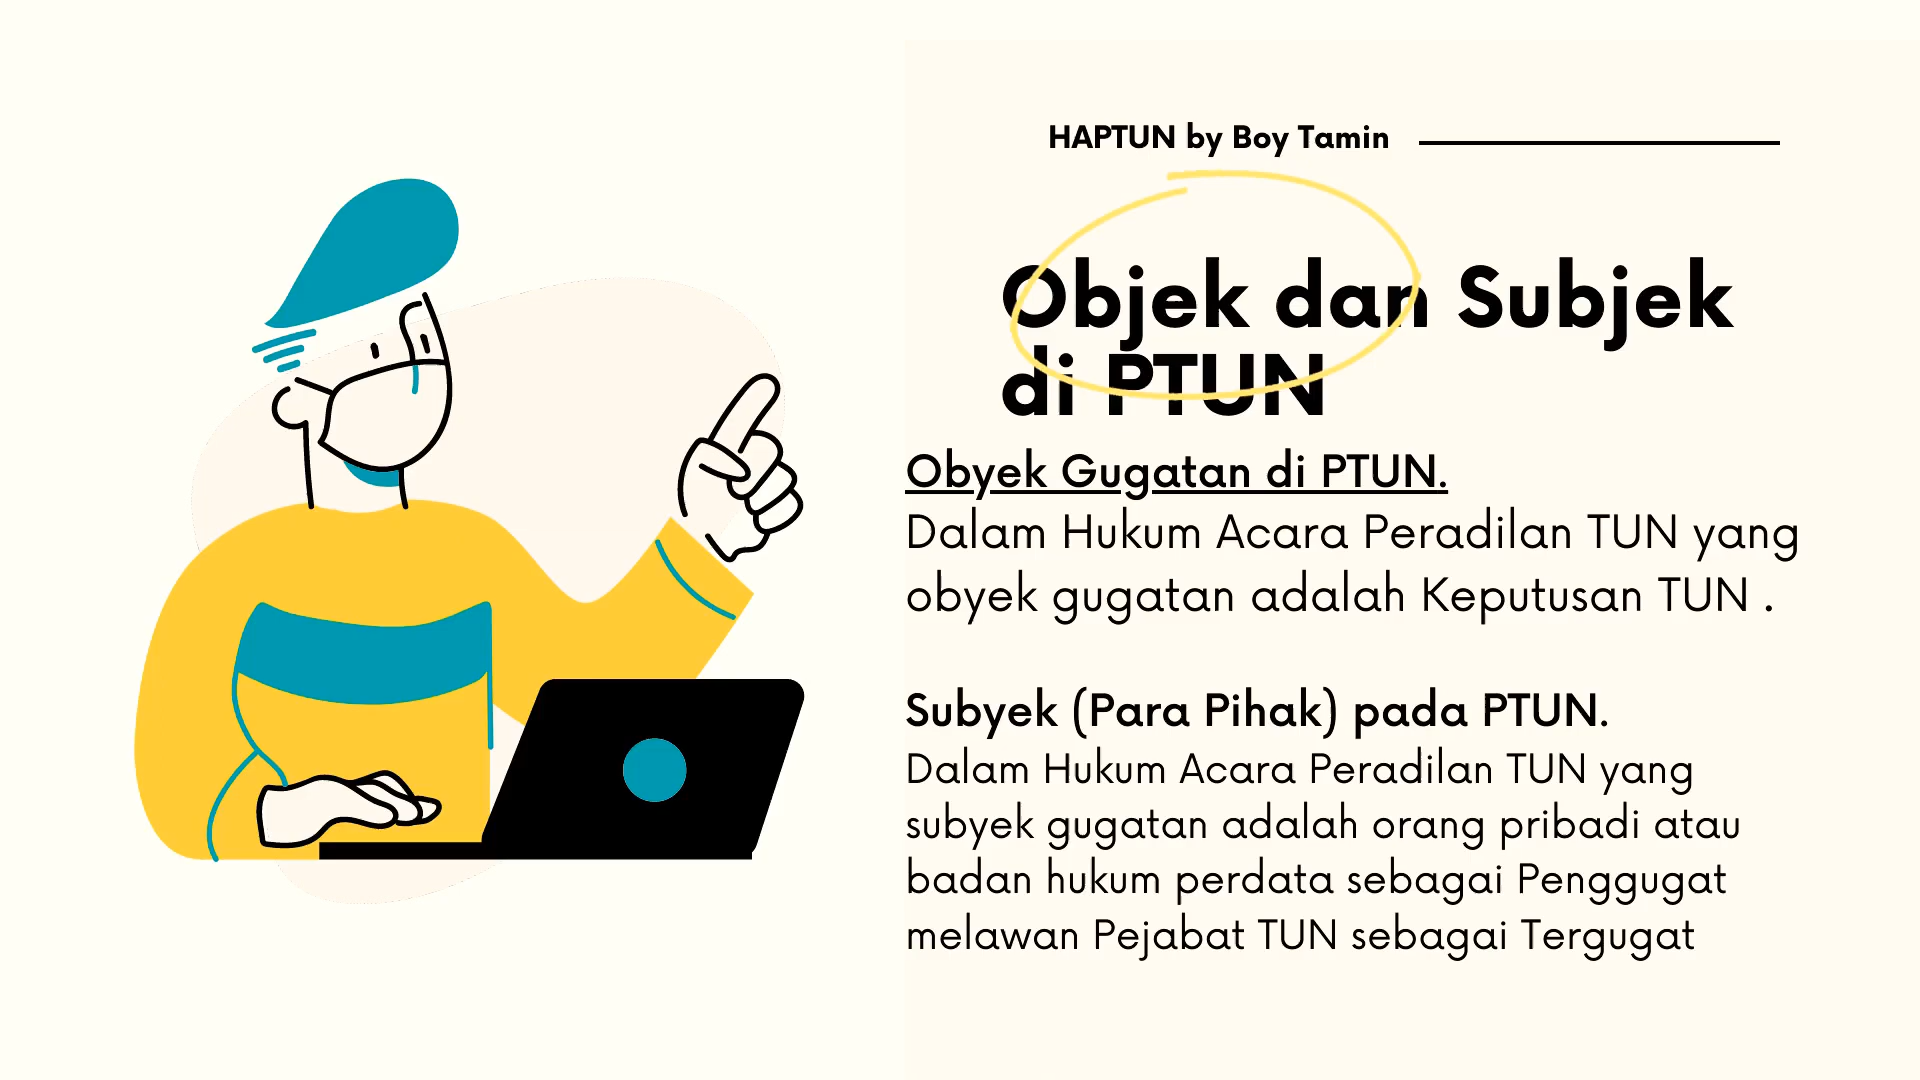 HAPTUN by Boy Tamin
Objek dan Subjek
di PTUN
Obyek Gugatan di PTUN.
Dalam Hukum Acara Peradilan TUN yang
obyek gugatan adalah Keputusan TUN .
Subyek (Para Pihak) pada PTUN.
Dalam Hukum Acara Peradilan TUN yang
subyek gugatan adalah orang pribadi atau
badan hukum perdata sebagai Penggugat
melawan Pejabat TUN sebagai Tergugat